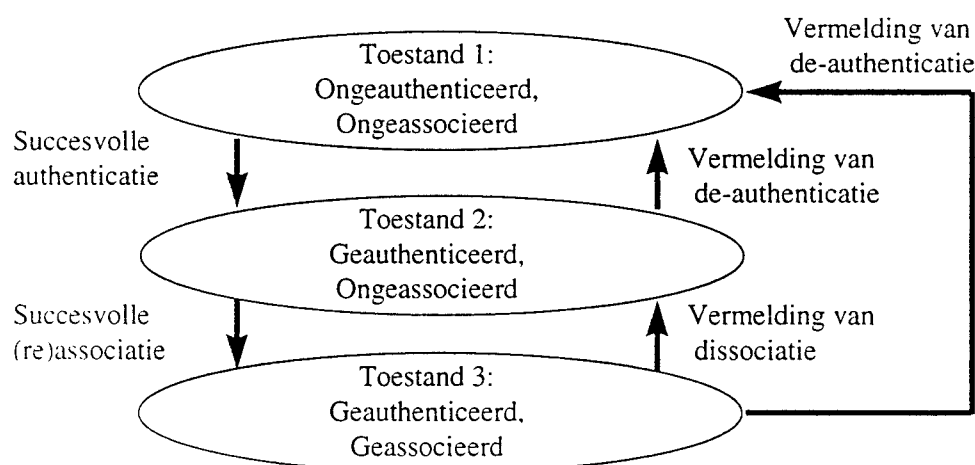 Vermelding van
de-authenticatie
Toestand 1:
Ongeauthenticeerd,
Ongeassocieerd
Succesvolle
authenticatie
Vermelding van
de-authenticatie
Toestand 2:
Geauthenticeerd,
Ongeassocieerd
Succesvolle
(re)associatie
Vermelding van
dissociatie
Toestand 3:
Geauthenticeerd,
Geassocieerd